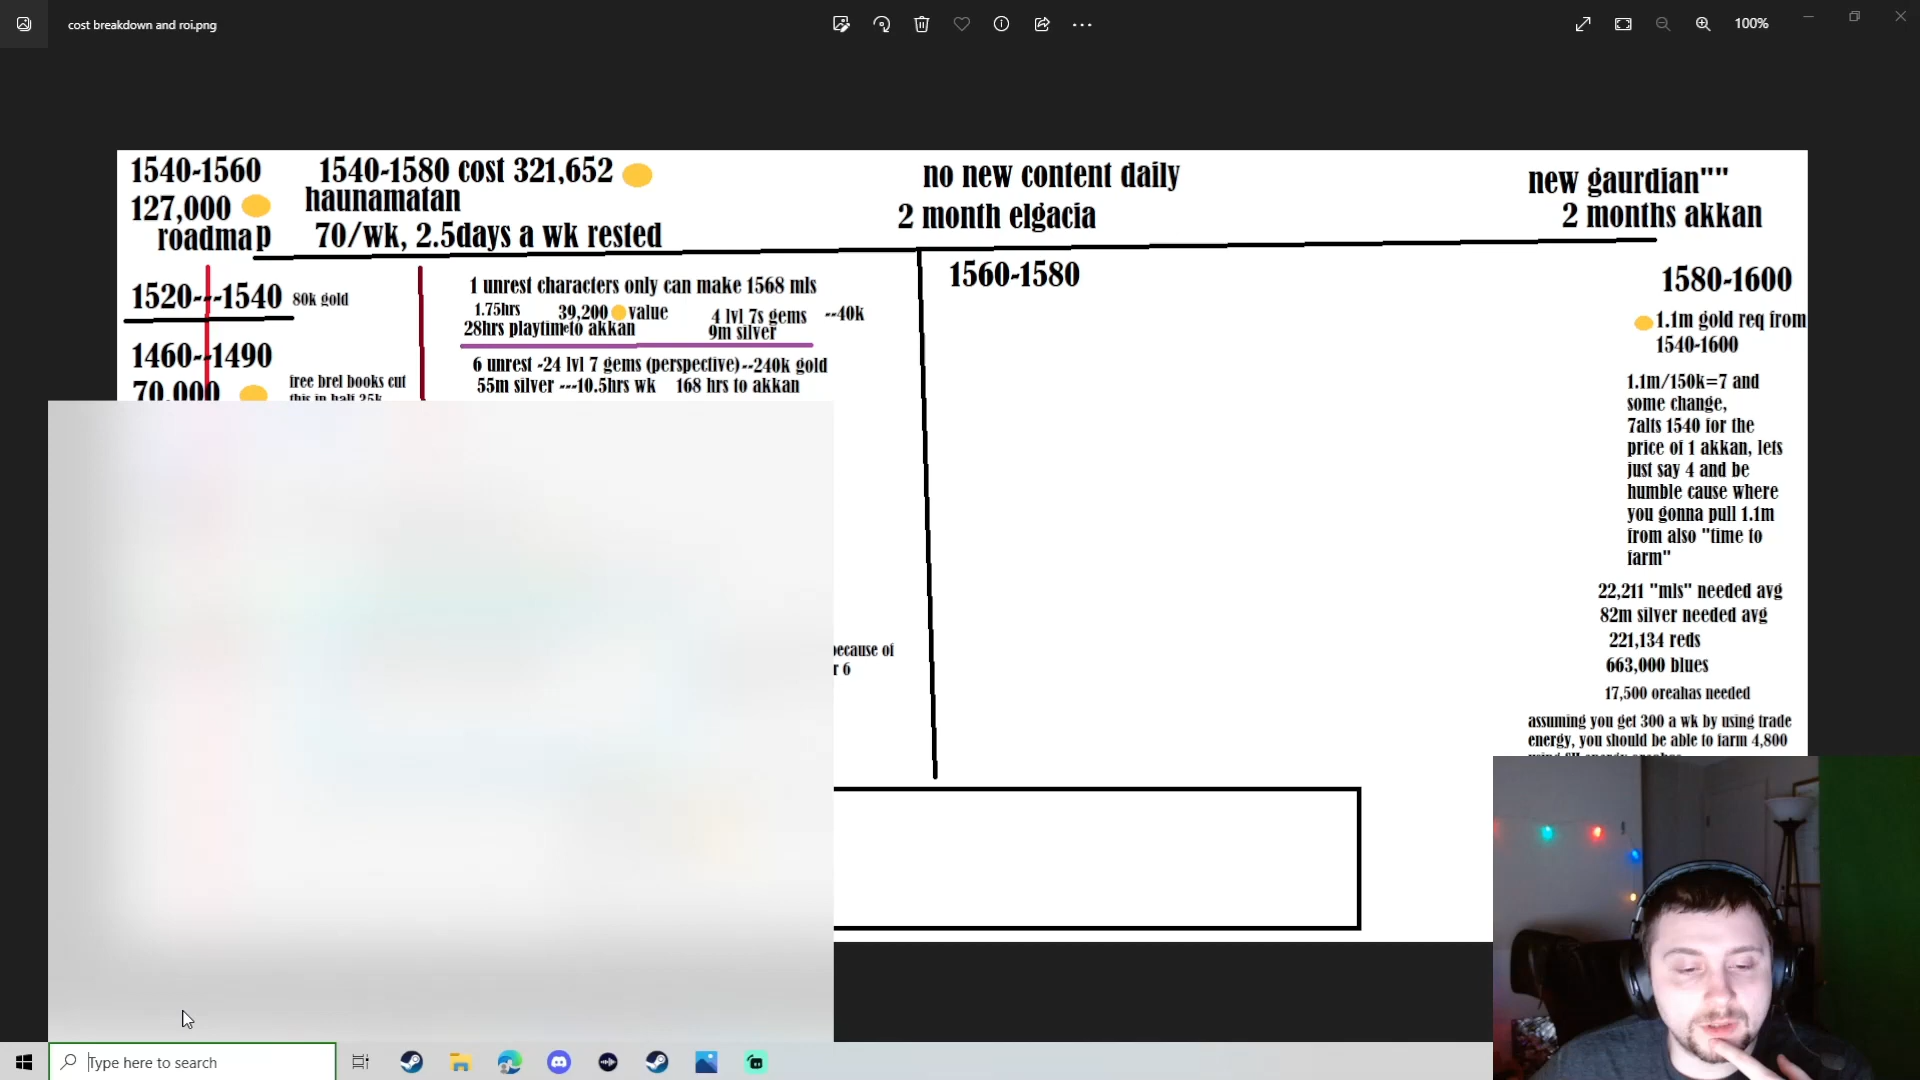 cost breakdown and roi.png
100%
1540-1560
127,000
roadmap
1540-1580 cost 321,652
haunamatan
70/wk, 2.5days a wk rested
no new content daily
2 month elgacia
new gaurdian""
2 months akkan
1520---1540 80k gold
1460--1490
70,000
free brel books cut
this in half 25k
1 unrest characters only can make 1568 mls
1.75hrs 39,200 value 4 lvl 7s gems --40k
28hrs playtimeto akkan 9m silver
6 unrest -24 lvl 7 gems (perspective)--240k gold
55m silver ---10.5hrs wk 168 hrs to akkan
because of
r 6
1560-1580
1580-1600
1.1m gold req from
1540-1600
1.1m/150k=7 and
some change,
7alts 1540 for the
price of 1 akkan, lets
just say 4 and be
humble cause where
you gonna pull 1.1m
from also "time to
farm"
22,211 "mls" needed avg
82m silver needed avg
221,134 reds
663,000 blues
17,500 oreahas needed
assuming you get 300 a wk by using trade
energy, you should be able to farm 4,800
Type here to search